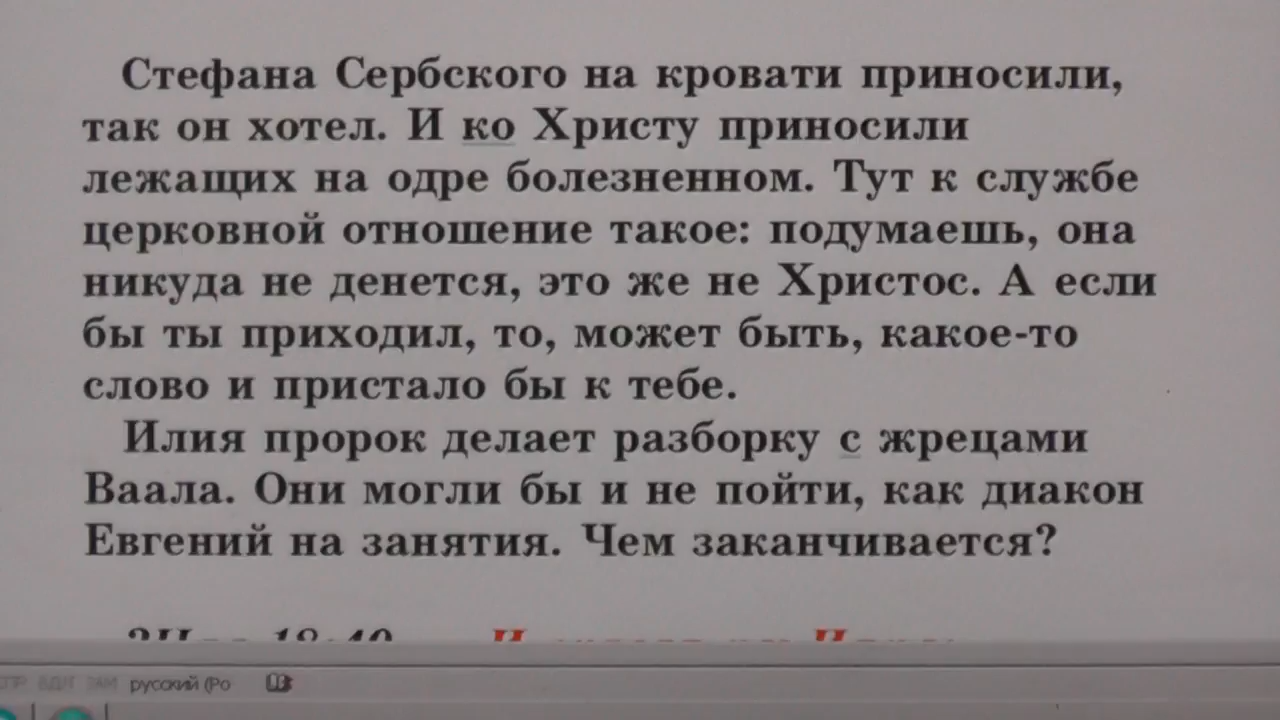 Стефана Сербского на кровати приносили,
так он хотел. И ко Христу приносили
лежащих на одре болезненном. Тут к службе
церковной отношение такое: подумаешь, она
никуда не денется, это же не Христос. А если
бы ты приходил, то, может быть, какое-то
слово и пристало бы к тебе.
Илия пророк делает разборку с жрецами
Ваала. Они могли бы и не пойти, как диакон
Евгений на занятия. Чем заканчивается?
18:40
русский (Ро